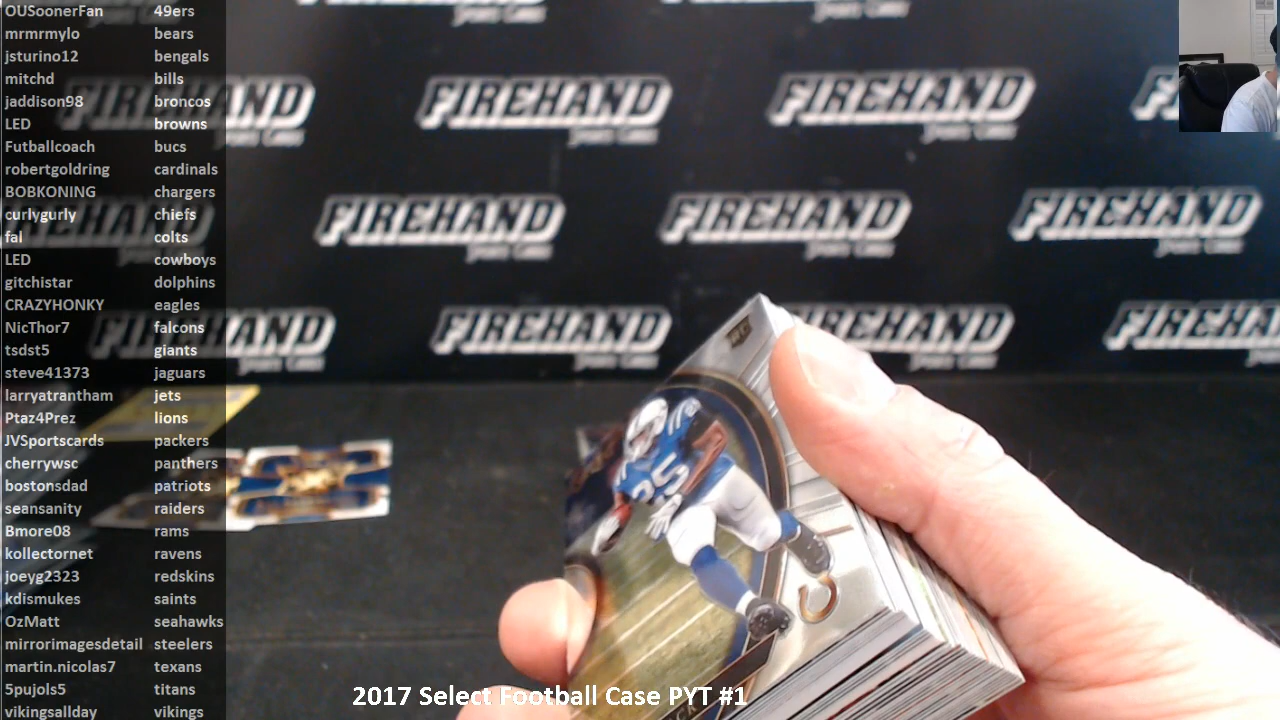 OUSoonerFan 49ers
mrmrmylo bears
jsturino12 bengals
mitchd bills
jaddison98 broncos
LED browns
Futballcoach bucs
robertgoldring cardinals
BOBKONING chargers
curlygurly chiefs
fal colts
LED cowboys
gitchistar dolphins
CRAZYHONKY eagles
NicThor7 falcons
tsdst5 giants
steve41373 jaguars
larryatrantham jets
Ptaz4Prez lions
JVSportscards packers
cherrywsc panthers
bostonsdad patriots
seansanity raiders
Bmore08 rams
kollectornet ravens
joeyg2323 redskins
kdismukes saints
OzMatt seahawks
mirrorimagesdetail steelers
martin.nicolas7 texans
5pujols5 titans
vikingsallday vikings
FIREHAND
FIREHAND
FIREHAND
FIREHAND
FIREHAND
FIREHAND
FIREHAND
FIREHAND
FIREHAND
2017 Select Football Case PYT #1